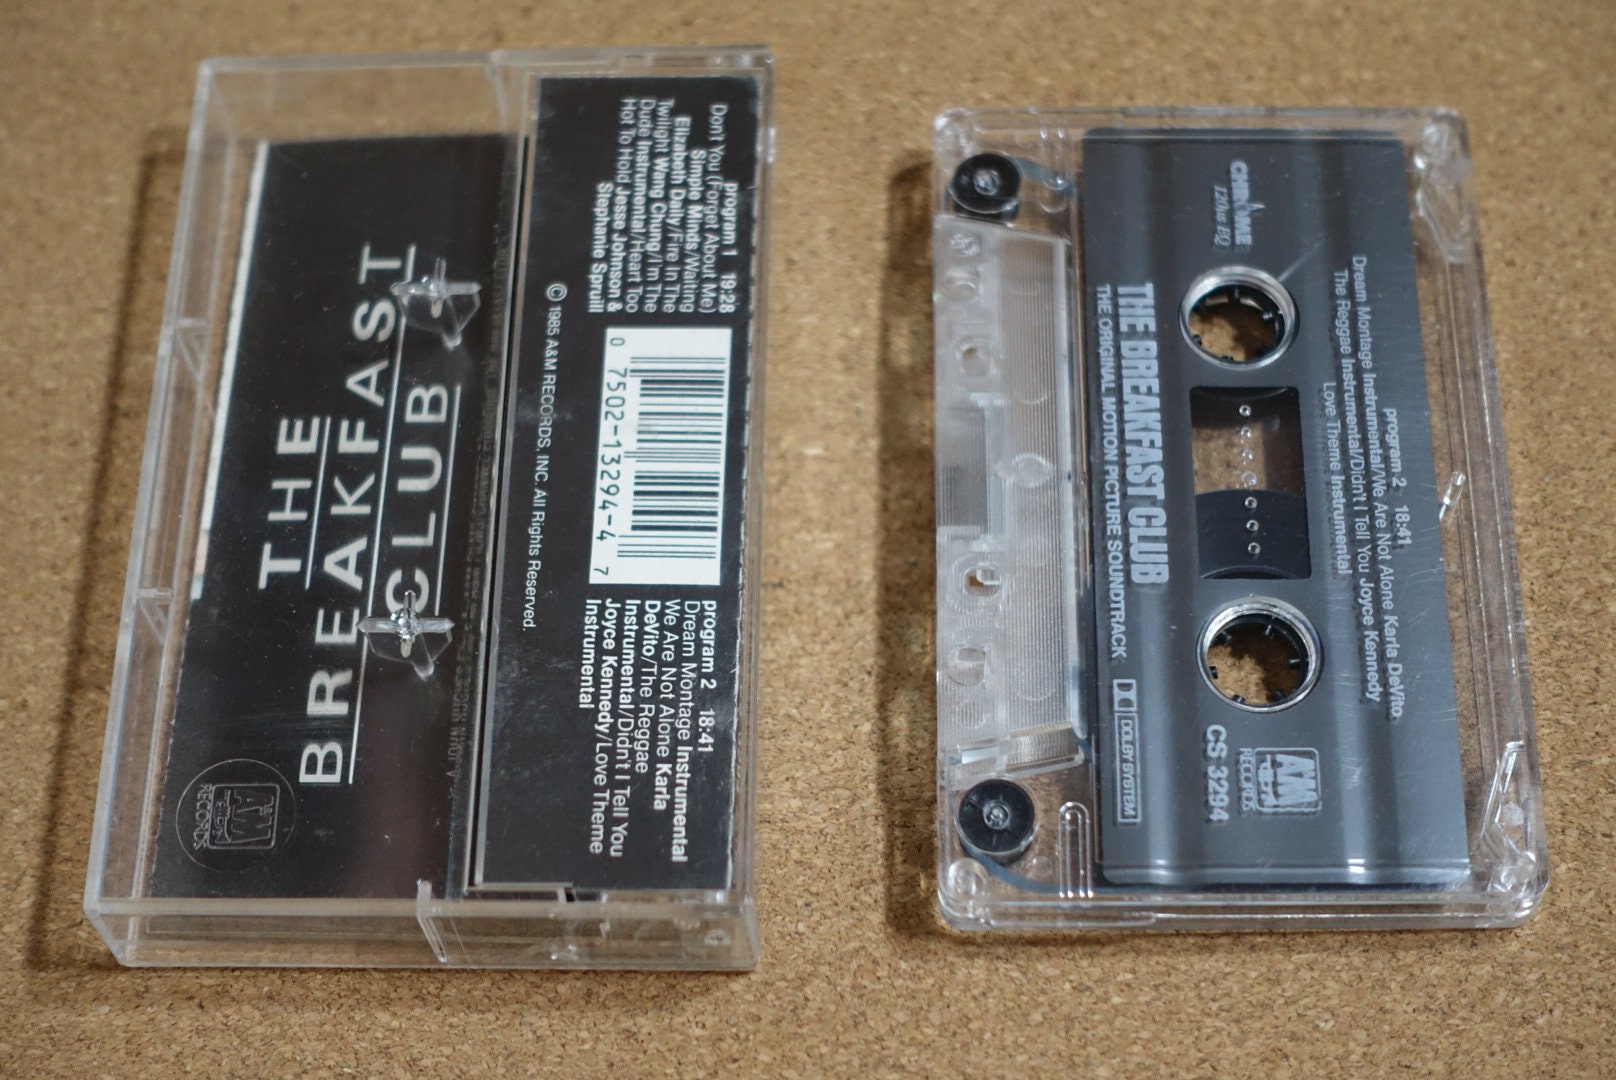 THE
BREAKFAST
CLUB
A&M
RECORDS
program 1 19:28
Don't You (Forget About Me)
Simple Minds/Waiting
Elizabeth Daily/Fire In The
Twilight Wang Chung/I'm The
Dude Instrumental/Heart Too
Hot To Hold Jesse Johnson &
Stephanie Spruill
0 7502-13294-4 7
© 1985 A&M RECORDS, INC. All Rights Reserved.
program 2 18:41
Dream Montage Instrumental
We Are Not Alone Karla
DeVito/The Reggae
Instrumental/Didn't I Tell You
Joyce Kennedy/Love Theme
Instrumental
CHROME
120us EQ
program 2 18:41
Dream Montage Instrumental/We Are Not Alone Karla DeVito
The Reggae Instrumental/Didn't I Tell You Joyce Kennedy
Love Theme Instrumental
A&M
RECORDS
CS 3294
THE BREAKFAST CLUB
THE ORIGINAL MOTION PICTURE SOUNDTRACK
DOLBY SYSTEM